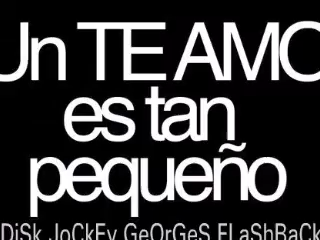 Un TE AMO
es tan
pequeño
DiSk JoCKEy GeOrGeS FLaShBaCK